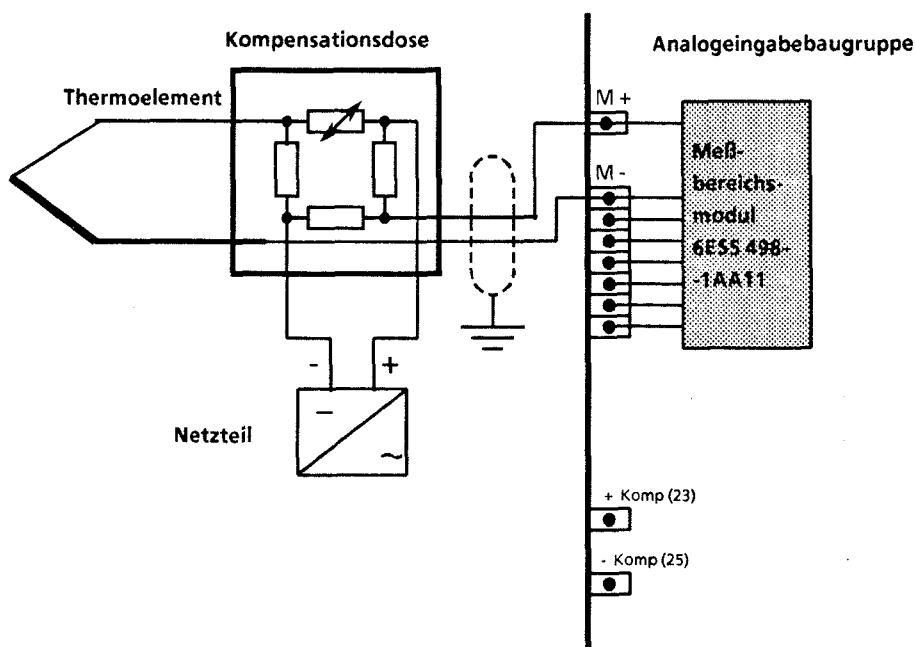 Kompensationsdose
Analogeingabebaugruppe
Thermoelement
M +
Meß-
bereichs-
modul
6ES5 498-
-1AA11
M -
- +
Netzteil
–
~
+ Komp (23)
- Komp (25)